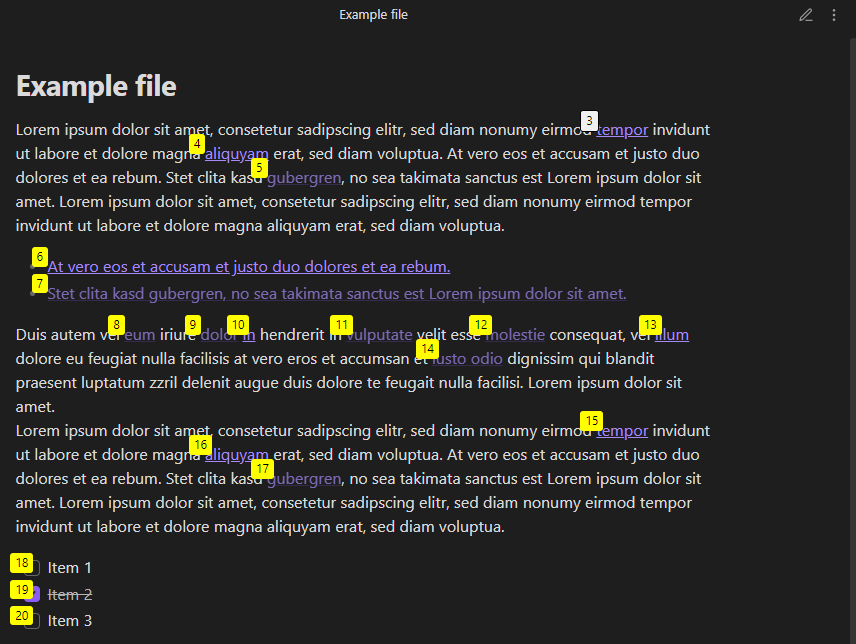 Example file
Example file
3
Lorem ipsum dolor sit amet, consetetur sadipscing elitr, sed diam nonumy eirmod tempor invidunt
4
ut labore et dolore magna aliquyam erat, sed diam voluptua. At vero eos et accusam et justo duo
5
dolores et ea rebum. Stet clita kasd gubergren, no sea takimata sanctus est Lorem ipsum dolor sit
amet. Lorem ipsum dolor sit amet, consetetur sadipscing elitr, sed diam nonumy eirmod tempor
invidunt ut labore et dolore magna aliquyam erat, sed diam voluptua.
6
At vero eos et accusam et justo duo dolores et ea rebum.
7
Stet clita kasd gubergren, no sea takimata sanctus est Lorem ipsum dolor sit amet.
8 9 10 11 12 13
Duis autem vel eum iriure dolor in hendrerit in vulputate velit esse molestie consequat, vel illum
14
dolore eu feugiat nulla facilisis at vero eros et accumsan et iusto odio dignissim qui blandit
praesent luptatum zzril delenit augue duis dolore te feugait nulla facilisi. Lorem ipsum dolor sit
amet.
15
Lorem ipsum dolor sit amet, consetetur sadipscing elitr, sed diam nonumy eirmod tempor invidunt
16
ut labore et dolore magna aliquyam erat, sed diam voluptua. At vero eos et accusam et justo duo
17
dolores et ea rebum. Stet clita kasd gubergren, no sea takimata sanctus est Lorem ipsum dolor sit
amet. Lorem ipsum dolor sit amet, consetetur sadipscing elitr, sed diam nonumy eirmod tempor
invidunt ut labore et dolore magna aliquyam erat, sed diam voluptua.
18 Item 1
19 Item 2
20 Item 3